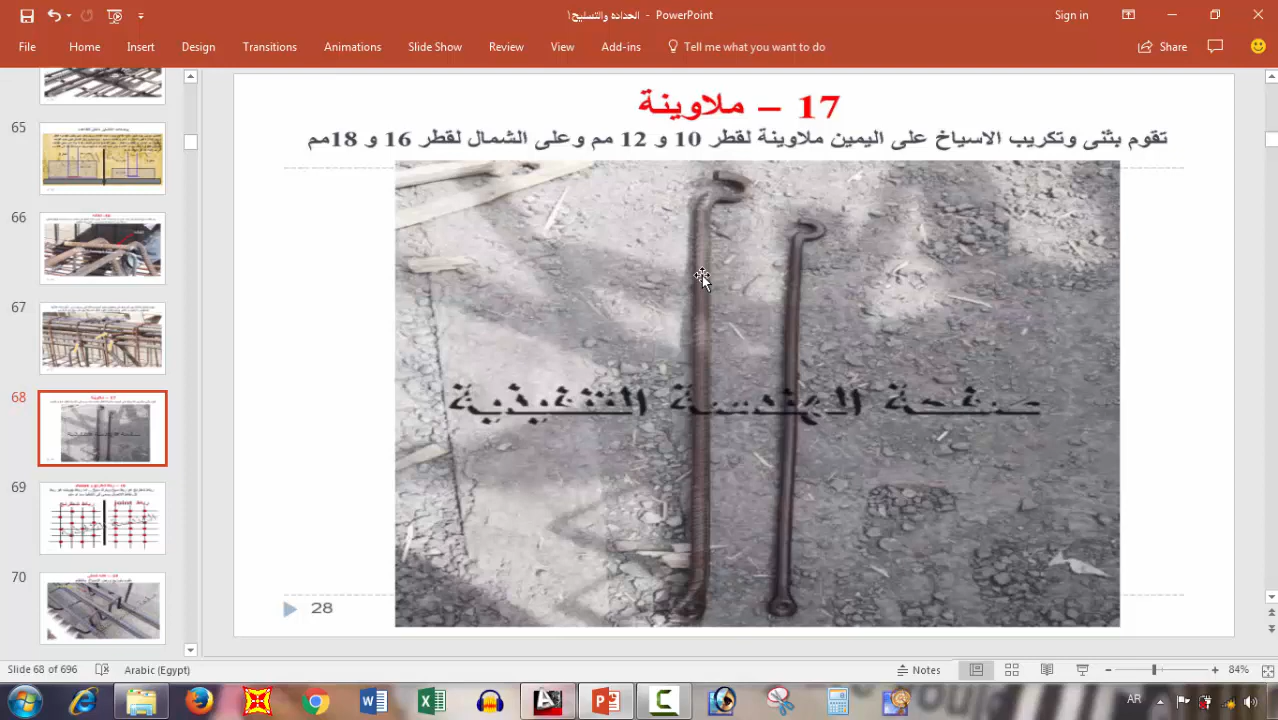 الحداده والتسليح١ - PowerPoint
Sign in
File
Home
Insert
Design
Transitions
Animations
Slide Show
Review
View
Add-ins
Tell me what you want to do
Share
65
66
67
68
69
70
17 – ملاوينة
تقوم بثنى وتكريب الاسياخ على اليمين ملاوينة لقطر 10 و 12 مم وعلى الشمال لقطر 16 و 18مم
صفحة الهندسة التنفيذية
28
Slide 68 of 696
Arabic (Egypt)
Notes
84%
AR